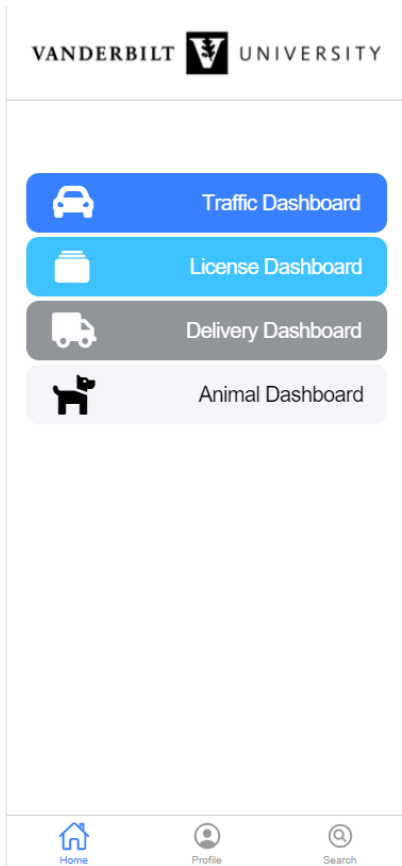 VANDERBILT V UNIVERSITY
Traffic Dashboard
License Dashboard
Delivery Dashboard
Animal Dashboard
Home Profile Search